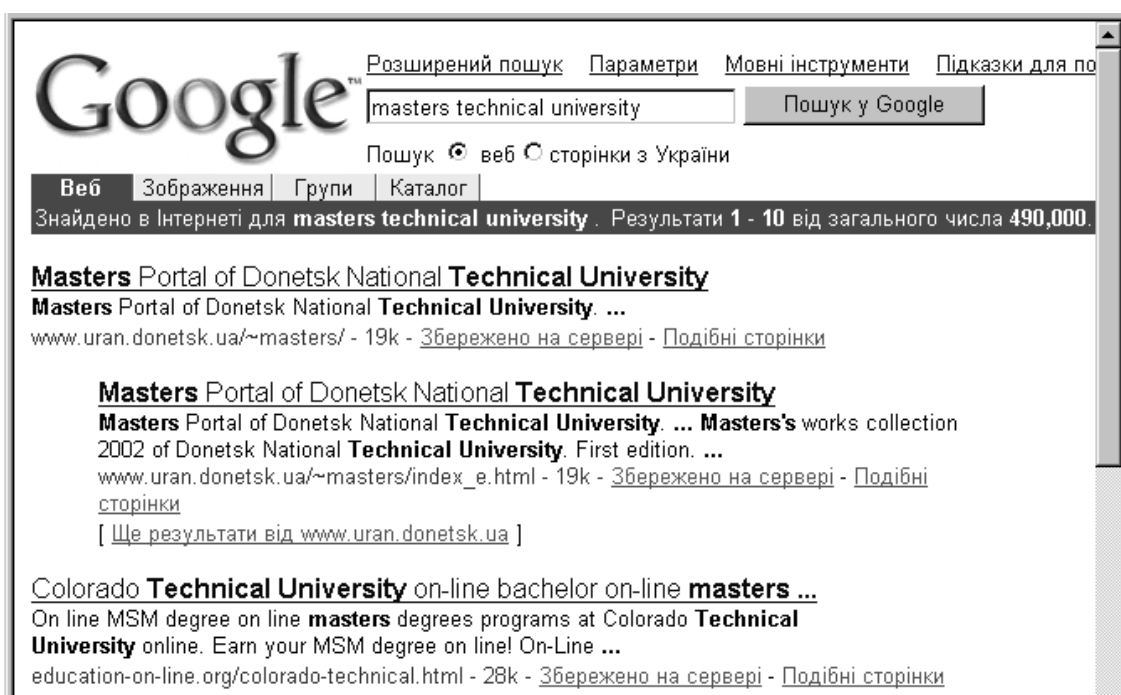 Google™
Розширений пошук Параметри Мовні інструменти Підказки для по
masters technical university Пошук у Google
Пошук веб сторінки з України
Веб Зображення Групи Каталог
Знайдено в Інтернеті для masters technical university . Результати 1 - 10 від загального числа 490,000.
Masters Portal of Donetsk National Technical University
Masters Portal of Donetsk National Technical University. ...
www.uran.donetsk.ua/~masters/ - 19k - Збережено на сервері - Подібні сторінки
Masters Portal of Donetsk National Technical University
Masters Portal of Donetsk National Technical University. ... Masters's works collection
2002 of Donetsk National Technical University. First edition. ...
www.uran.donetsk.ua/~masters/index_e.html - 19k - Збережено на сервері - Подібні
сторінки
[ Ще результати від www.uran.donetsk.ua ]
Colorado Technical University on-line bachelor on-line masters ...
On line MSM degree on line masters degrees programs at Colorado Technical
University online. Earn your MSM degree on line! On-Line ...
education-on-line.org/colorado-technical.html - 28k - Збережено на сервері - Подібні сторінки